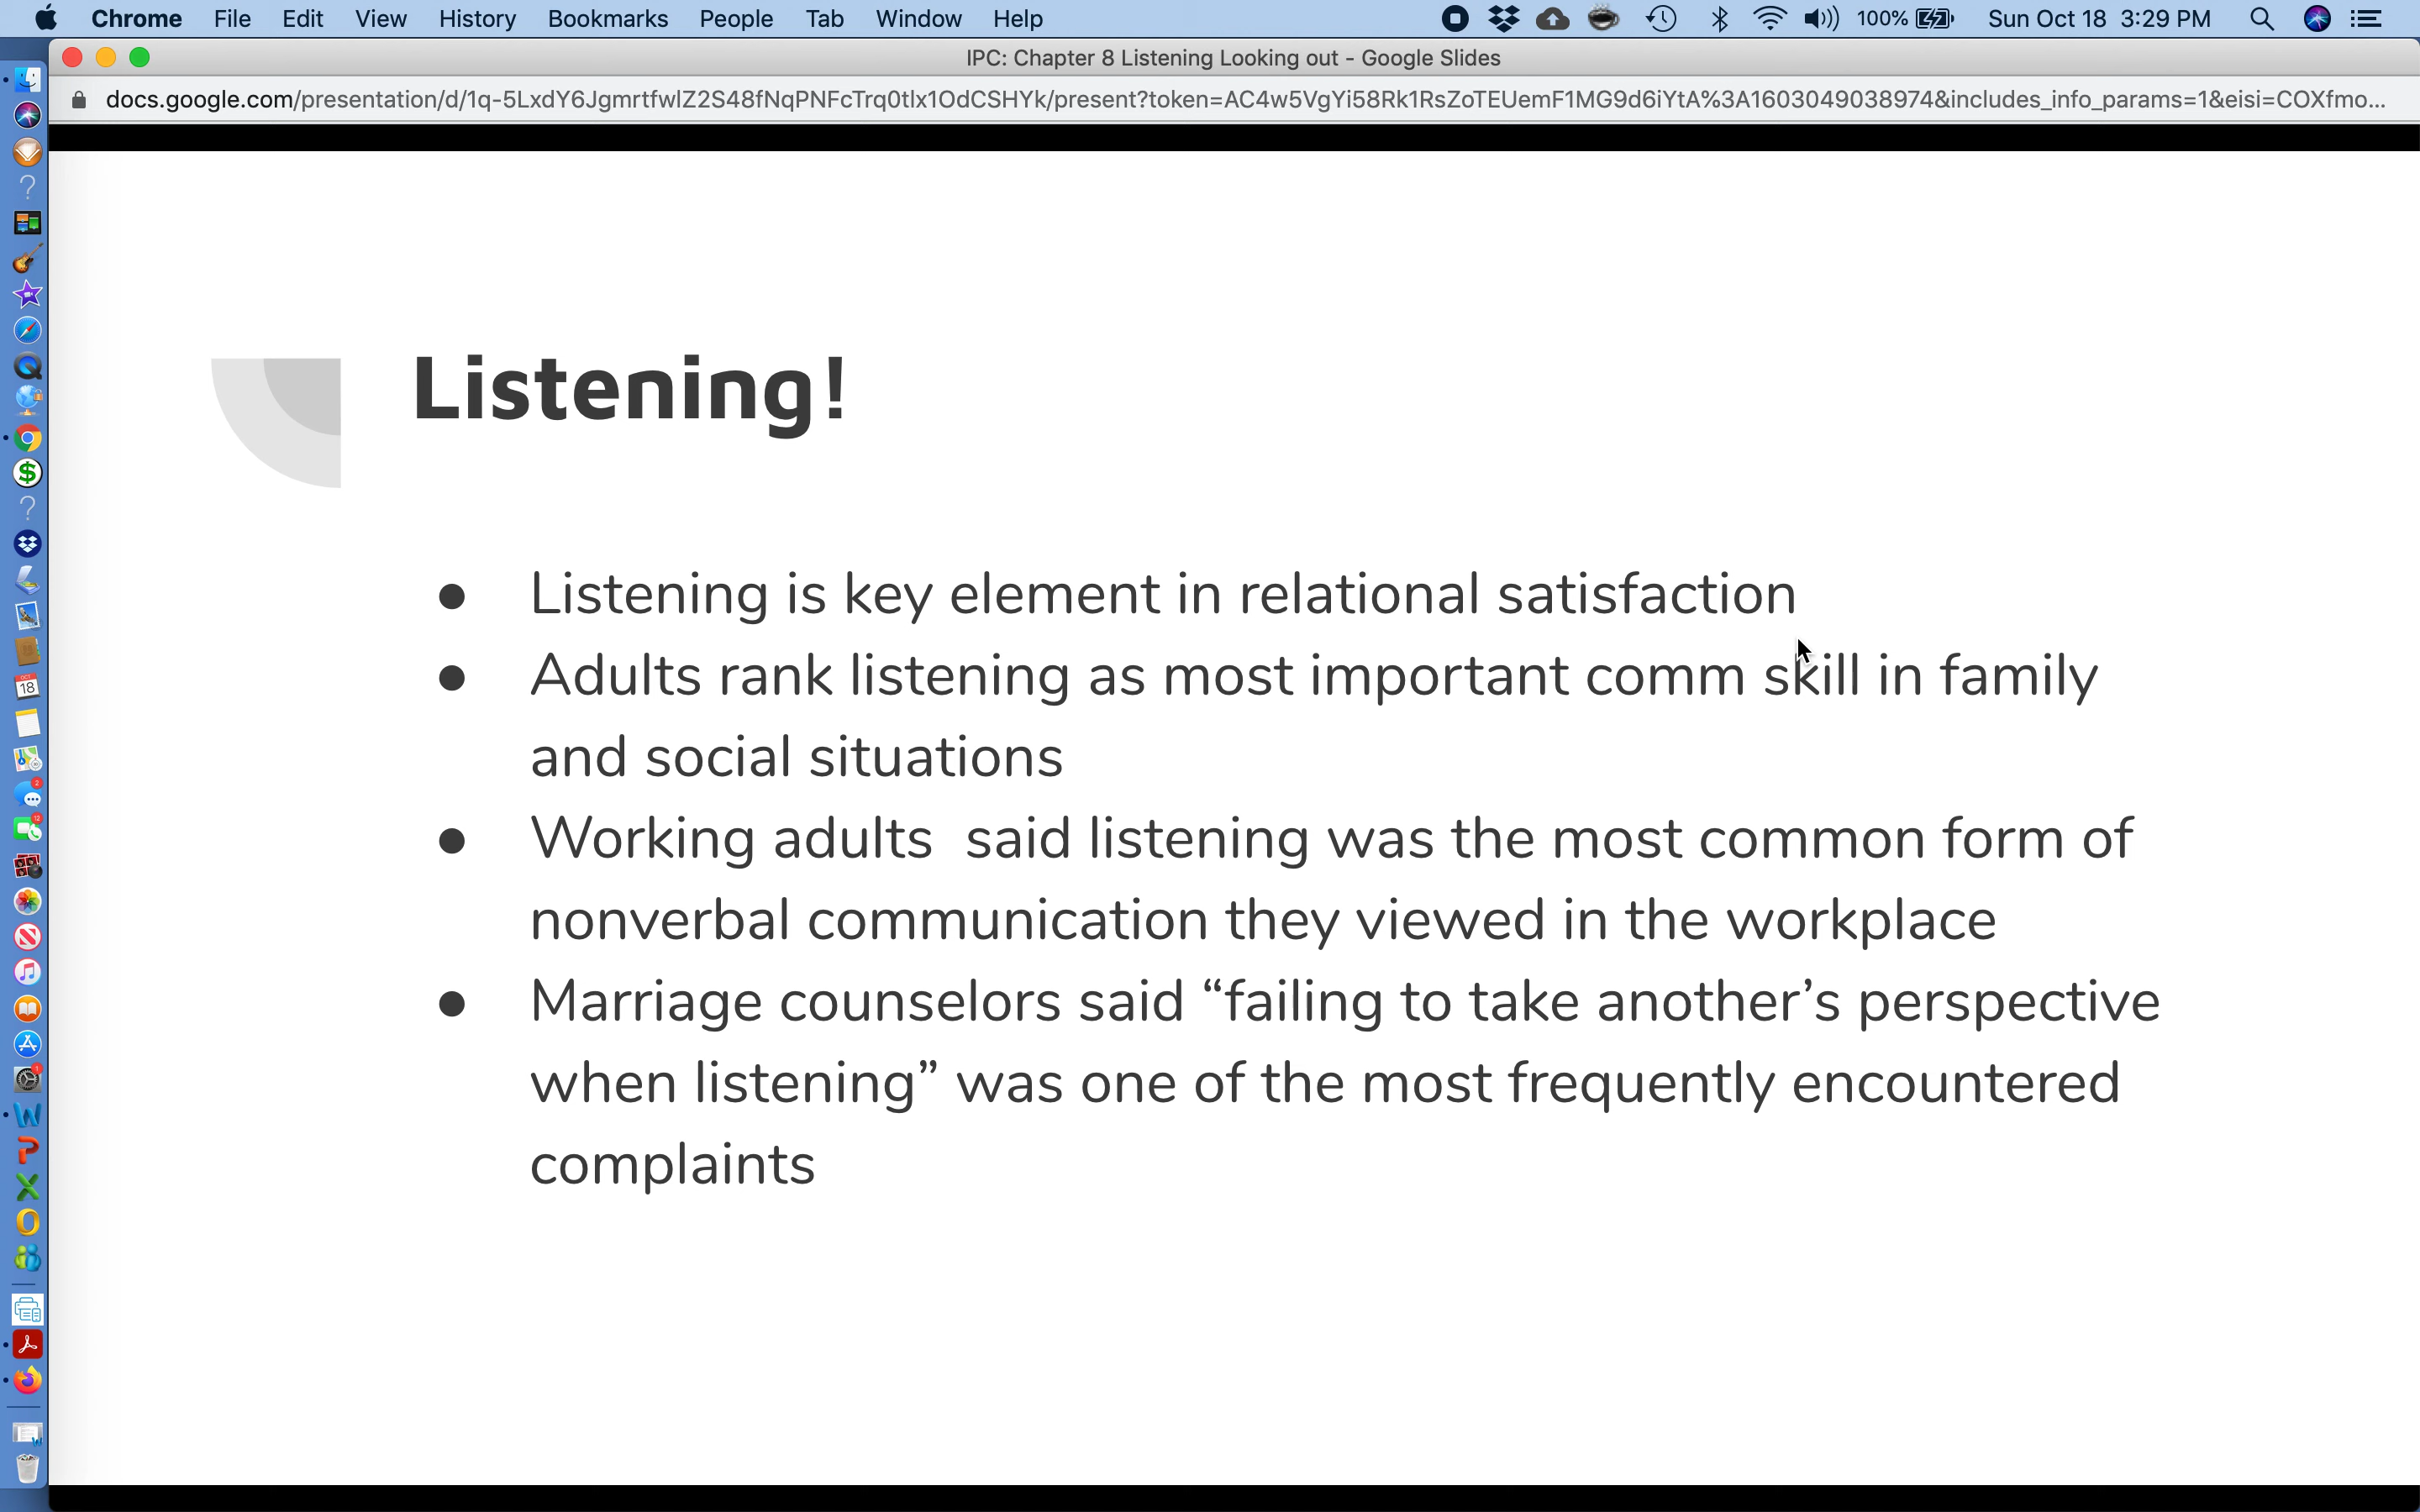 Chrome File Edit View History Bookmarks People Tab Window Help 100% Sun Oct 18 3:29 PM
IPC: Chapter 8 Listening Looking out - Google Slides
docs.google.com/presentation/d/1q-5LxdY6JgmrtfwlZ2S48fNqPNFcTrq0tlx1OdCSHYk/present?token=AC4w5VgYi58Rk1RsZoTEUemF1MG9d6iYtA%3A1603049038974&includes_info_params=1&eisi=COXfmo...
Listening!
● Listening is key element in relational satisfaction
● Adults rank listening as most important comm skill in family
and social situations
● Working adults  said listening was the most common form of
nonverbal communication they viewed in the workplace
● Marriage counselors said “failing to take another’s perspective
when listening” was one of the most frequently encountered
complaints